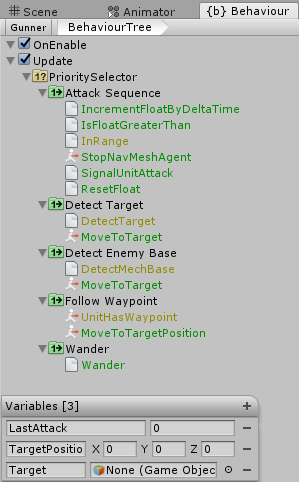 Scene Animator {b} Behaviour
Gunner BehaviourTree
OnEnable
Update
PrioritySelector
Attack Sequence
IncrementFloatByDeltaTime
IsFloatGreaterThan
InRange
StopNavMeshAgent
SignalUnitAttack
ResetFloat
Detect Target
DetectTarget
MoveToTarget
Detect Enemy Base
DetectMechBase
MoveToTarget
Follow Waypoint
UnitHasWaypoint
MoveToTargetPosition
Wander
Wander
Variables [3] +
LastAttack 0 −
TargetPositio X 0 Y 0 Z 0 −
Target None (Game Objec −